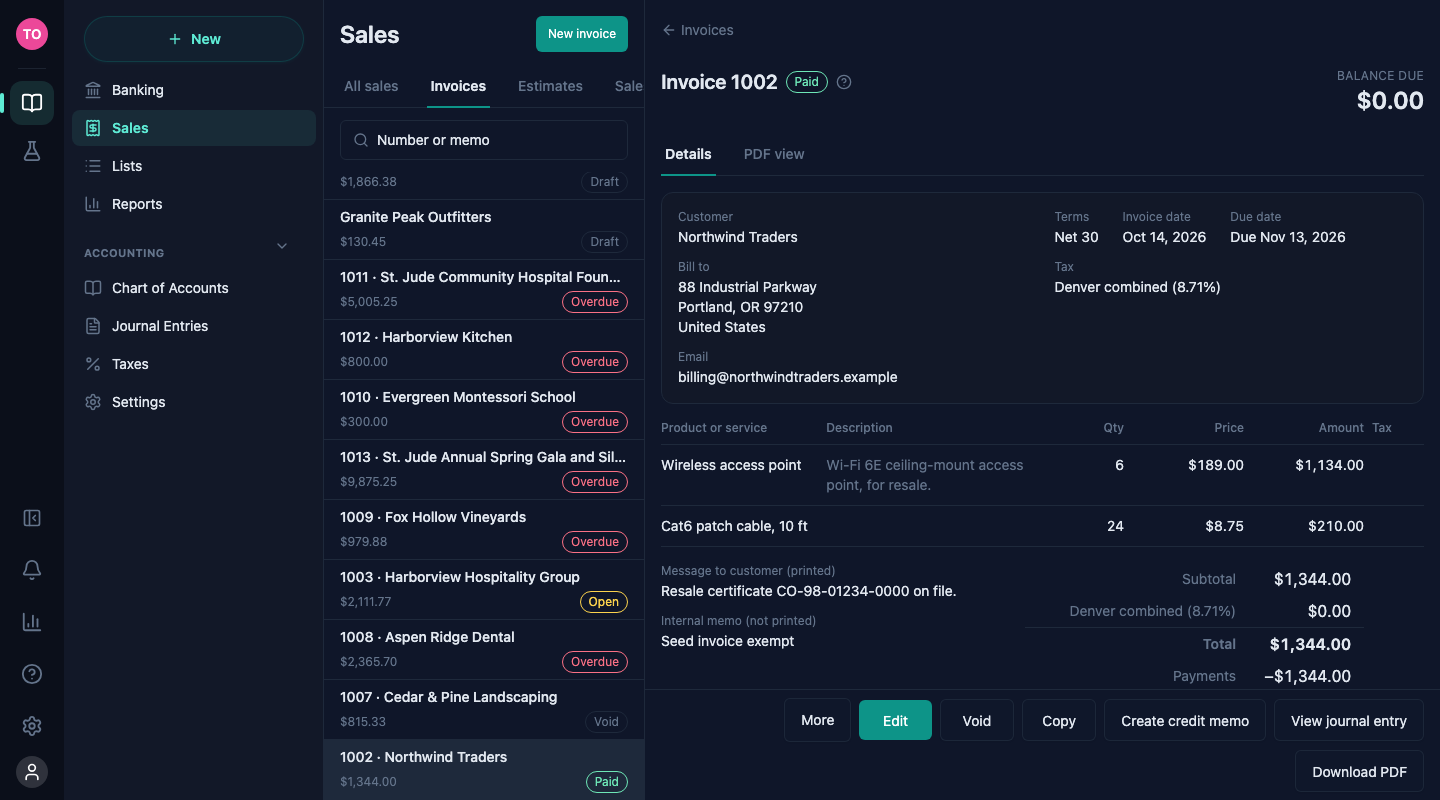 TO
New
Banking
Sales
Lists
Reports
ACCOUNTING
Chart of Accounts
Journal Entries
Taxes
Settings
Sales
New invoice
All sales
Invoices
Estimates
Sale
Number or memo
$1,866.38
Draft
Granite Peak Outfitters
$130.45
Draft
1011 · St. Jude Community Hospital Foun...
$5,005.25
Overdue
1012 · Harborview Kitchen
$800.00
Overdue
1010 · Evergreen Montessori School
$300.00
Overdue
1013 · St. Jude Annual Spring Gala and Sil...
$9,875.25
Overdue
1009 · Fox Hollow Vineyards
$979.88
Overdue
1003 · Harborview Hospitality Group
$2,111.77
Open
1008 · Aspen Ridge Dental
$2,365.70
Overdue
1007 · Cedar & Pine Landscaping
$815.33
Void
1002 · Northwind Traders
$1,344.00
Paid
Invoices
Invoice 1002
Paid
BALANCE DUE
$0.00
Details
PDF view
Customer
Northwind Traders
Terms
Net 30
Invoice date
Oct 14, 2026
Due date
Due Nov 13, 2026
Bill to
88 Industrial Parkway
Portland, OR 97210
United States
Tax
Denver combined (8.71%)
Email
billing@northwindtraders.example
Product or service Description Qty Price Amount Tax
Wireless access point Wi-Fi 6E ceiling-mount access 6 $189.00 $1,134.00
point, for resale.
Cat6 patch cable, 10 ft 24 $8.75 $210.00
Message to customer (printed)
Resale certificate CO-98-01234-0000 on file.
Internal memo (not printed)
Seed invoice exempt
Subtotal $1,344.00
Denver combined (8.71%) $0.00
Total $1,344.00
Payments –$1,344.00
More
Edit
Void
Copy
Create credit memo
View journal entry
Download PDF